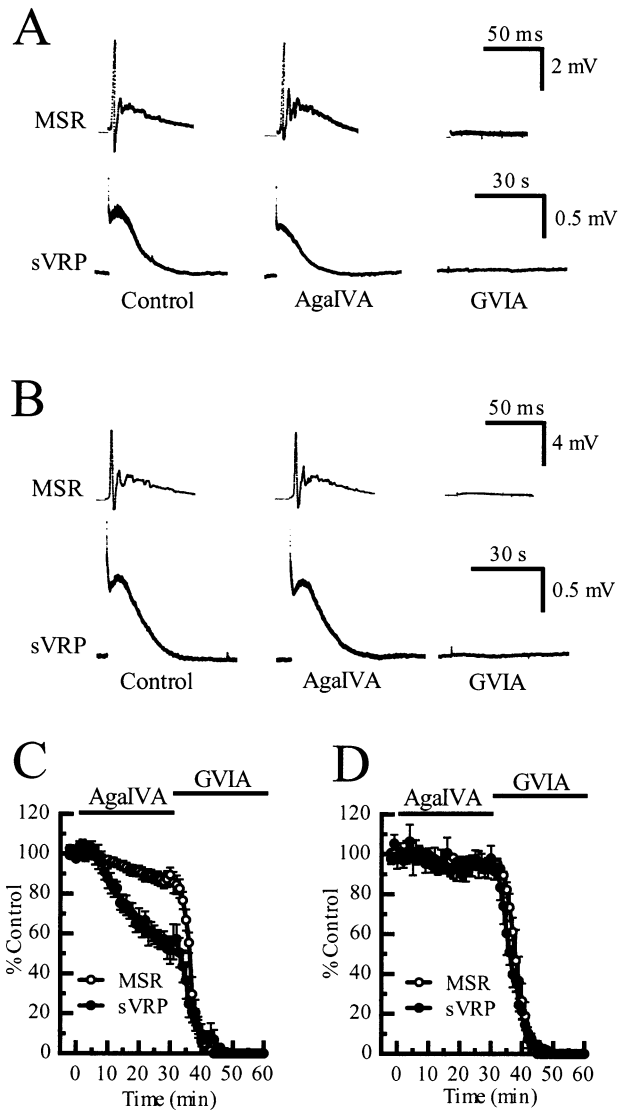 A
50 ms
2 mV
MSR
30 s
0.5 mV
sVRP
Control AgaIVA GVIA
B
50 ms
4 mV
MSR
30 s
0.5 mV
sVRP
Control AgaIVA GVIA
C
GVIA
AgaIVA
120
100
80
60
40
20
0
%Control
MSR
sVRP
0 10 20 30 40 50 60
Time (min)
D
GVIA
AgaIVA
120
100
80
60
40
20
0
%Control
MSR
sVRP
0 10 20 30 40 50 60
Time (min)